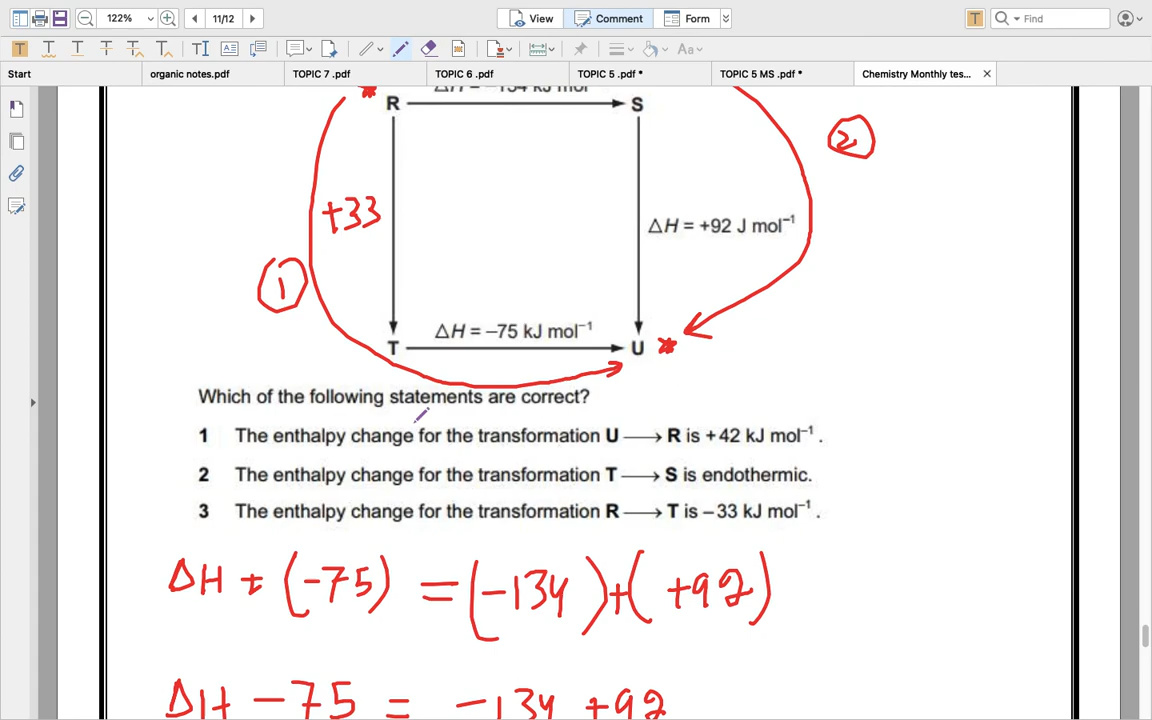 122% 11/12 View Comment Form Find
Start organic notes.pdf TOPIC 7 .pdf TOPIC 6 .pdf TOPIC 5 .pdf * TOPIC 5 MS .pdf * Chemistry Monthly tes...
ΔH = −134 kJ mol
R S
+33
2
ΔH = +92 J mol⁻¹
1
ΔH = −75 kJ mol⁻¹
T U
Which of the following statements are correct?
1 The enthalpy change for the transformation U ⟶ R is +42 kJ mol⁻¹ .
2 The enthalpy change for the transformation T ⟶ S is endothermic.
3 The enthalpy change for the transformation R ⟶ T is −33 kJ mol⁻¹ .
ΔH + (-75) = (-134) + (+92)
ΔH - 75 = -134 +92